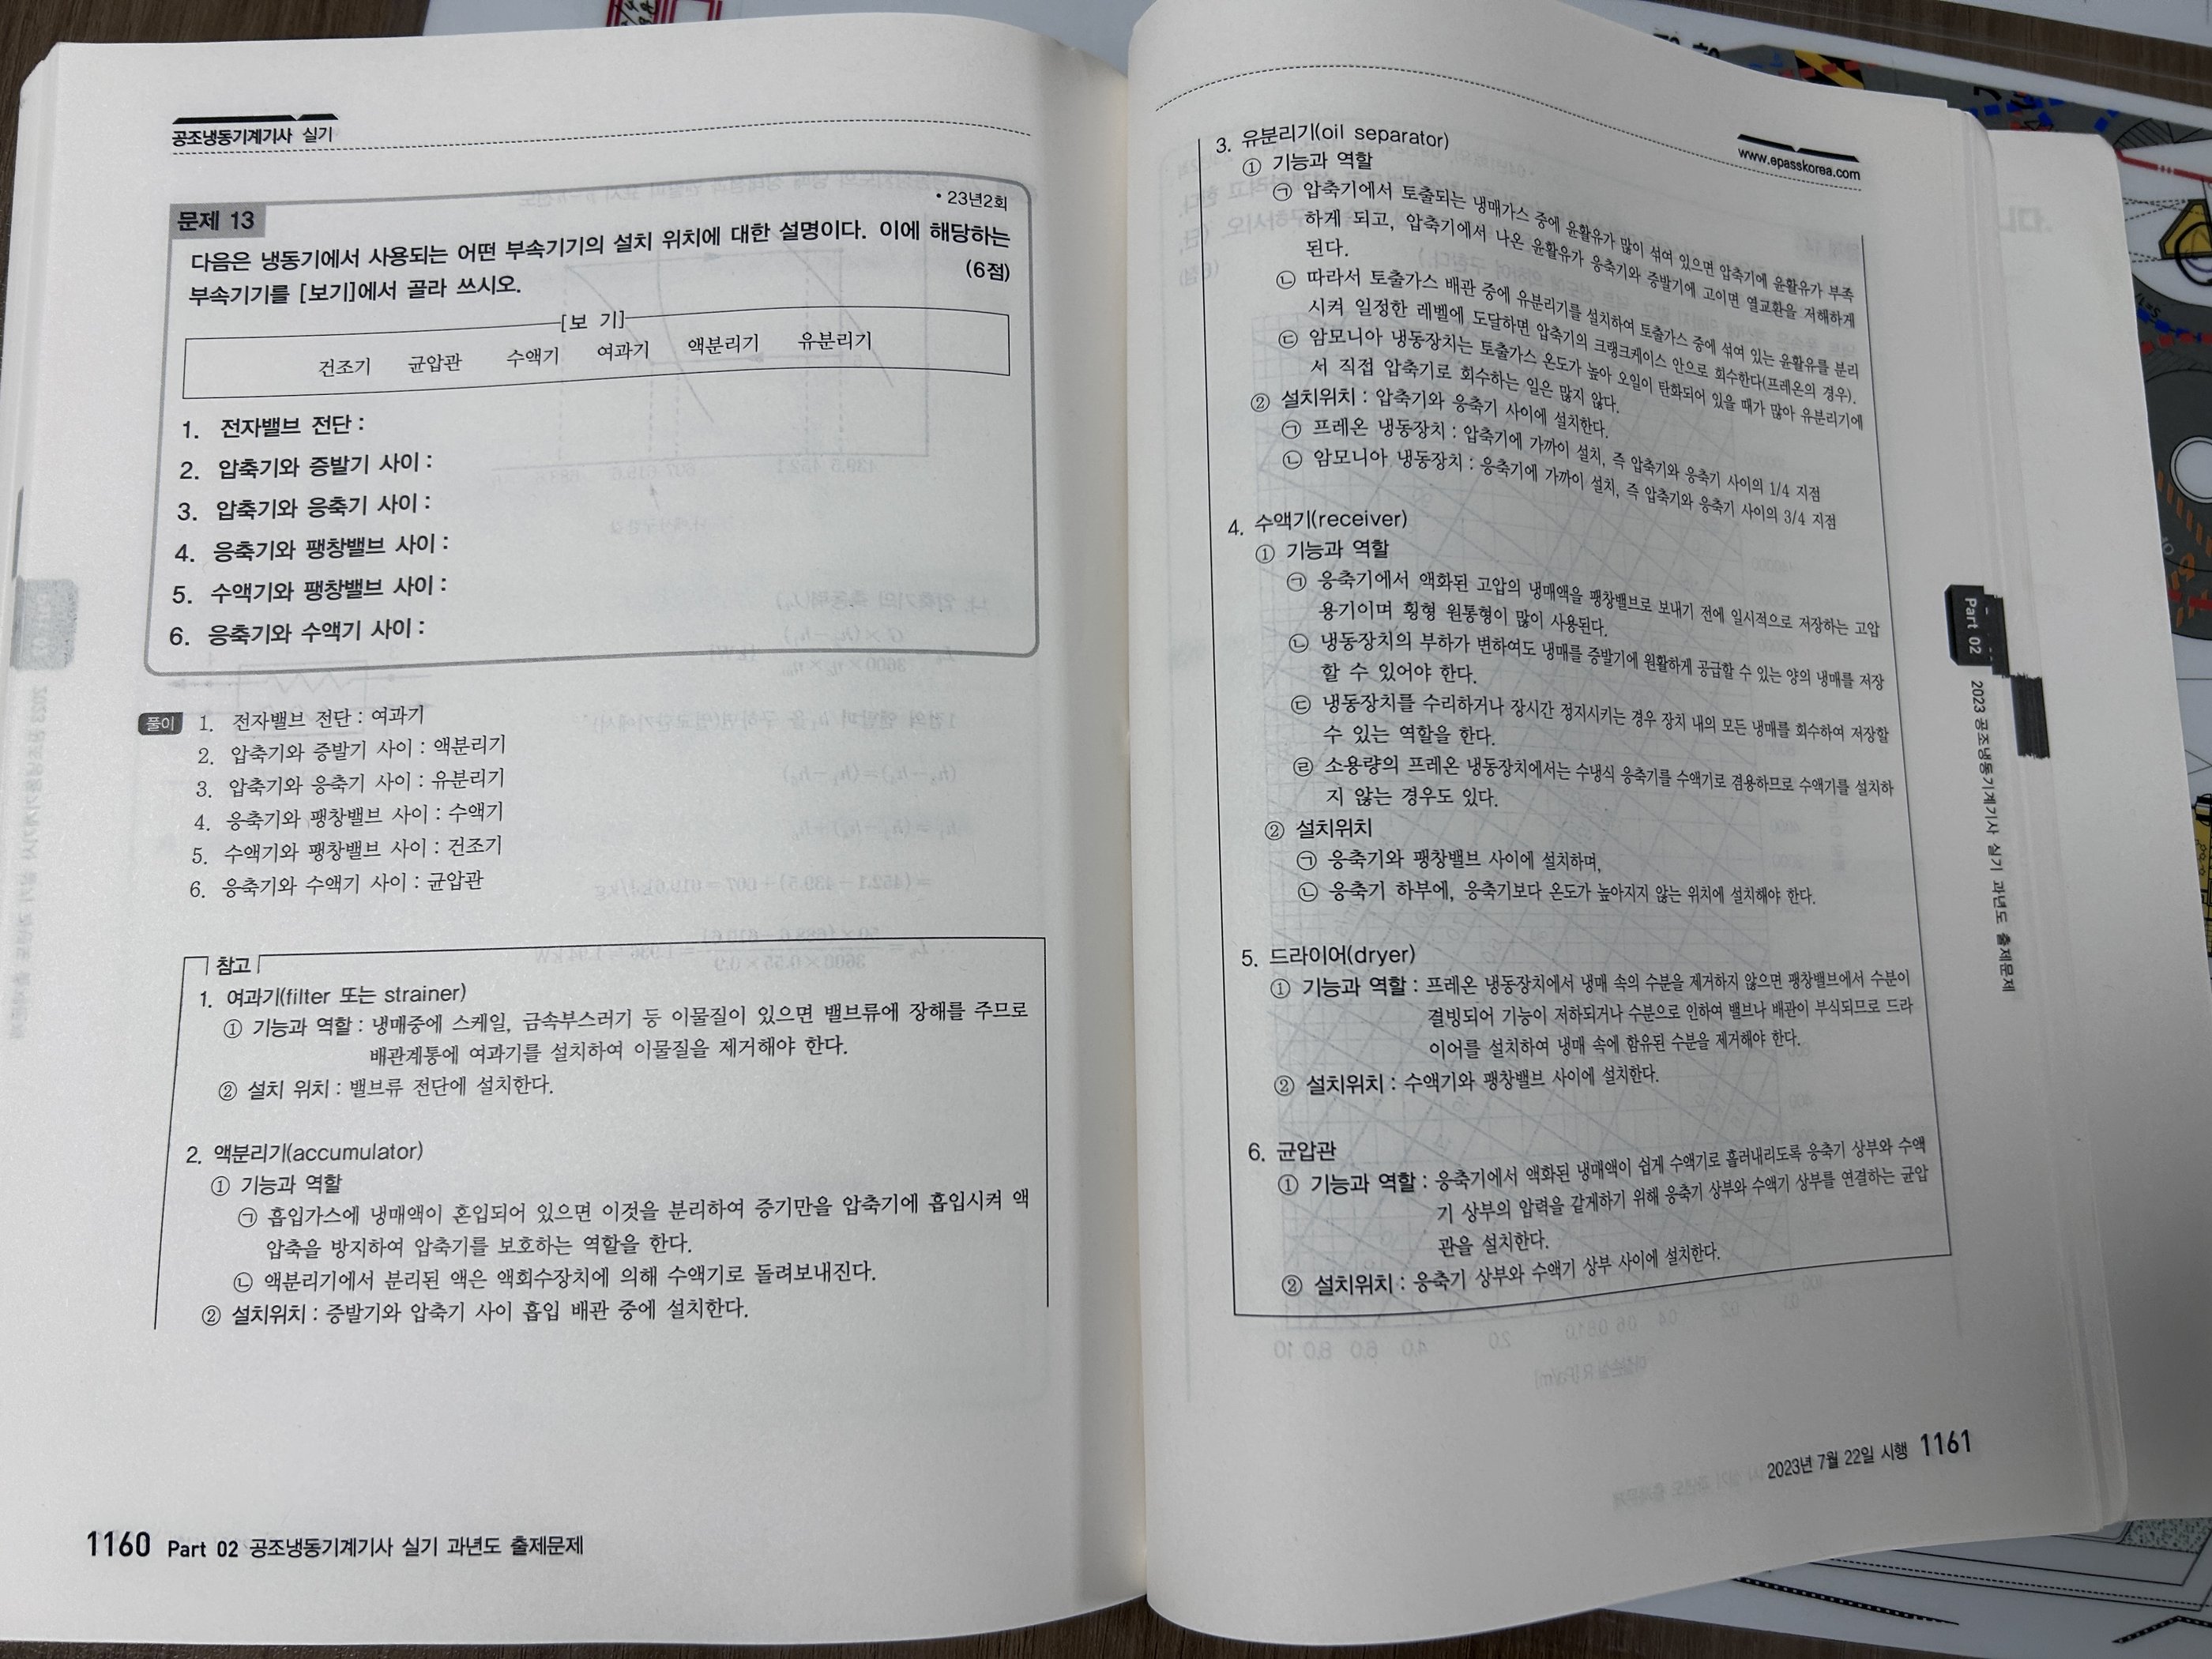 공조냉동기계기사 실기
• 23년2회
문제 13
다음은 냉동기에서 사용되는 어떤 부속기기의 설치 위치에 대한 설명이다. 이에 해당하는
부속기기를 [보기]에서 골라 쓰시오. (6점)
[보 기]
건조기 균압관 수액기 여과기 액분리기 유분리기
1. 전자밸브 전단 :
2. 압축기와 증발기 사이 :
3. 압축기와 응축기 사이 :
4. 응축기와 팽창밸브 사이 :
5. 수액기와 팽창밸브 사이 :
6. 응축기와 수액기 사이 :
풀이
1. 전자밸브 전단 : 여과기
2. 압축기와 증발기 사이 : 액분리기
3. 압축기와 응축기 사이 : 유분리기
4. 응축기와 팽창밸브 사이 : 수액기
5. 수액기와 팽창밸브 사이 : 건조기
6. 응축기와 수액기 사이 : 균압관
참고
1. 여과기(filter 또는 strainer)
① 기능과 역할 : 냉매중에 스케일, 금속부스러기 등 이물질이 있으면 밸브류에 장해를 주므로
배관계통에 여과기를 설치하여 이물질을 제거해야 한다.
② 설치 위치 : 밸브류 전단에 설치한다.
2. 액분리기(accumulator)
① 기능과 역할
㉠ 흡입가스에 냉매액이 혼입되어 있으면 이것을 분리하여 증기만을 압축기에 흡입시켜 액
압축을 방지하여 압축기를 보호하는 역할을 한다.
㉡ 액분리기에서 분리된 액은 액회수장치에 의해 수액기로 돌려보내진다.
② 설치위치 : 증발기와 압축기 사이 흡입 배관 중에 설치한다.
1160 Part 02 공조냉동기계기사 실기 과년도 출제문제
www.epasskorea.com
3. 유분리기(oil separator)
① 기능과 역할
㉠ 압축기에서 토출되는 냉매가스 중에 윤활유가 많이 섞여 있으면 압축기에 윤활유가 부족
하게 되고, 압축기에서 나온 윤활유가 응축기와 증발기에 고이면 열교환을 저해하게
된다.
㉡ 따라서 토출가스 배관 중에 유분리기를 설치하여 토출가스 중에 섞여 있는 윤활유를 분리
시켜 일정한 레벨에 도달하면 압축기의 크랭크케이스 안으로 회수한다(프레온의 경우).
㉢ 암모니아 냉동장치는 토출가스 온도가 높아 오일이 탄화되어 있을 때가 많아 유분리기에
서 직접 압축기로 회수하는 일은 많지 않다.
② 설치위치 : 압축기와 응축기 사이에 설치한다.
㉠ 프레온 냉동장치 : 압축기에 가까이 설치, 즉 압축기와 응축기 사이의 1/4 지점
㉡ 암모니아 냉동장치 : 응축기에 가까이 설치, 즉 압축기와 응축기 사이의 3/4 지점
4. 수액기(receiver)
① 기능과 역할
㉠ 응축기에서 액화된 고압의 냉매액을 팽창밸브로 보내기 전에 일시적으로 저장하는 고압
용기이며 횡형 원통형이 많이 사용된다.
㉡ 냉동장치의 부하가 변하여도 냉매를 증발기에 원활하게 공급할 수 있는 양의 냉매를 저장
할 수 있어야 한다.
㉢ 냉동장치를 수리하거나 장시간 정지시키는 경우 장치 내의 모든 냉매를 회수하여 저장할
수 있는 역할을 한다.
㉣ 소용량의 프레온 냉동장치에서는 수냉식 응축기를 수액기로 겸용하므로 수액기를 설치하
지 않는 경우도 있다.
② 설치위치
㉠ 응축기와 팽창밸브 사이에 설치하며,
㉡ 응축기 하부에, 응축기보다 온도가 높아지지 않는 위치에 설치해야 한다.
5. 드라이어(dryer)
① 기능과 역할 : 프레온 냉동장치에서 냉매 속의 수분을 제거하지 않으면 팽창밸브에서 수분이
결빙되어 기능이 저하되거나 수분으로 인하여 밸브나 배관이 부식되므로 드라
이어를 설치하여 냉매 속에 함유된 수분을 제거해야 한다.
② 설치위치 : 수액기와 팽창밸브 사이에 설치한다.
6. 균압관
① 기능과 역할 : 응축기에서 액화된 냉매액이 쉽게 수액기로 흘러내리도록 응축기 상부와 수액
기 상부의 압력을 같게하기 위해 응축기 상부와 수액기 상부를 연결하는 균압
관을 설치한다.
② 설치위치 : 응축기 상부와 수액기 상부 사이에 설치한다.
Part 02
2023 공조냉동기계기사 실기 과년도 출제문제
2023년 7월 22일 시행 1161